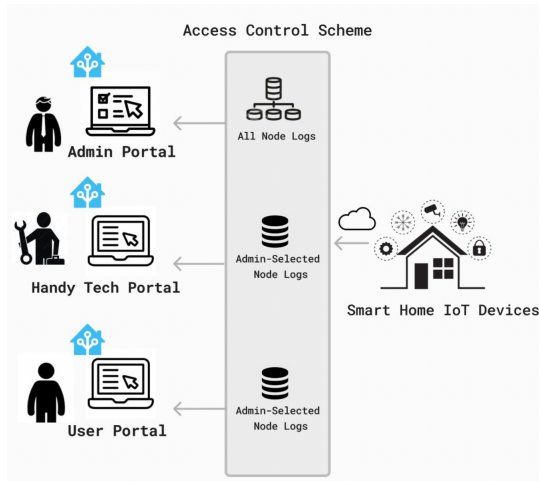 Access Control Scheme
All Node Logs
Admin Portal
Admin-Selected
Node Logs
Handy Tech Portal
Smart Home IoT Devices
Admin-Selected
Node Logs
User Portal